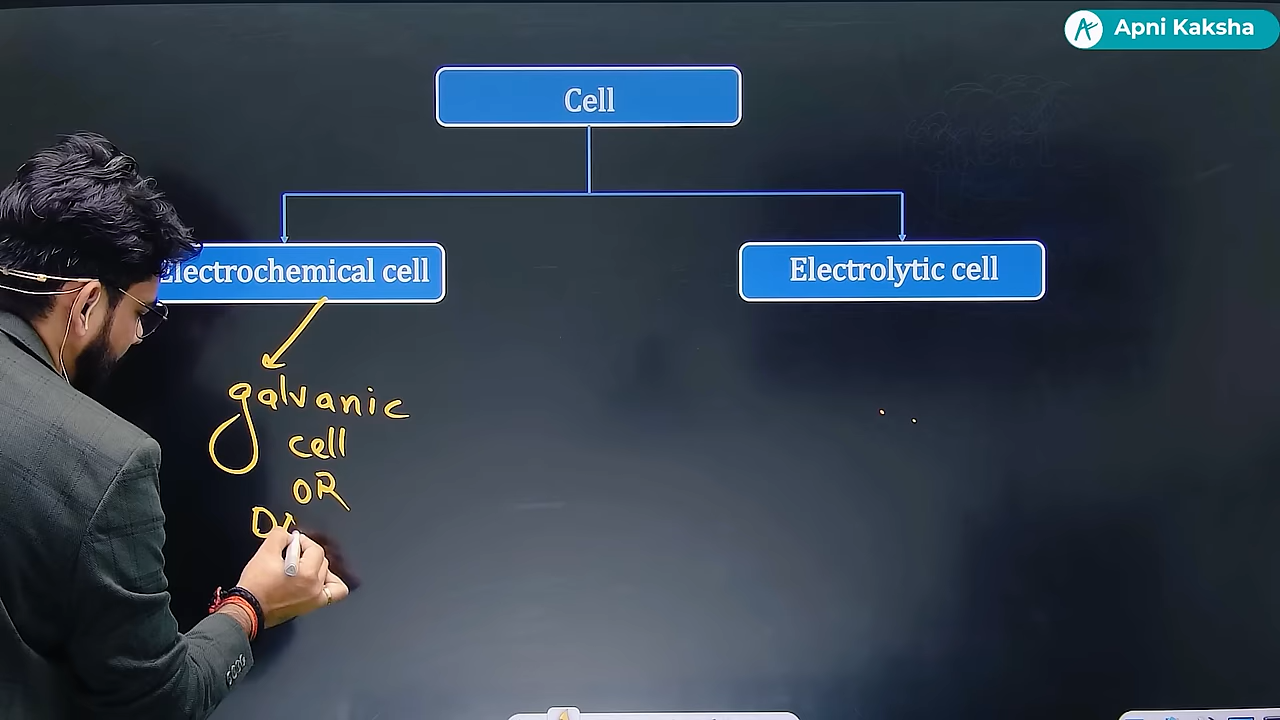 Apni Kaksha
Cell
Electrochemical cell
Electrolytic cell
galvanic
cell
OR